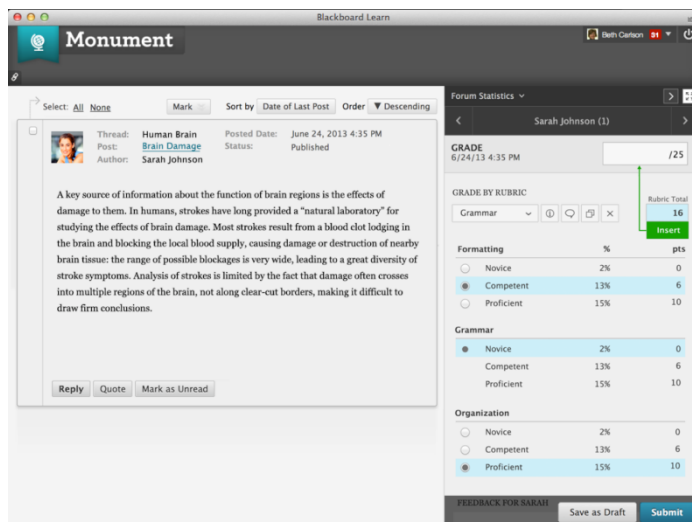 Blackboard Learn
Monument
Beth Carlson 31
Select: All None Mark Sort by Date of Last Post Order Descending
Thread: Human Brain Posted Date: June 24, 2013 4:35 PM
Post: Brain Damage Status: Published
Author: Sarah Johnson
A key source of information about the function of brain regions is the effects of
damage to them. In humans, strokes have long provided a "natural laboratory" for
studying the effects of brain damage. Most strokes result from a blood clot lodging in
the brain and blocking the local blood supply, causing damage or destruction of nearby
brain tissue: the range of possible blockages is very wide, leading to a great diversity of
stroke symptoms. Analysis of strokes is limited by the fact that damage often crosses
into multiple regions of the brain, not along clear-cut borders, making it difficult to
draw firm conclusions.
Reply Quote Mark as Unread
Forum Statistics
Sarah Johnson (1)
GRADE
6/24/13 4:35 PM /25
GRADE BY RUBRIC
Rubric Total
Grammar 16
Insert
Formatting % pts
Novice 2% 0
Competent 13% 6
Proficient 15% 10
Grammar
Novice 2% 0
Competent 13% 6
Proficient 15% 10
Organization
Novice 2% 0
Competent 13% 6
Proficient 15% 10
FEEDBACK FOR SARAH
Save as Draft Submit